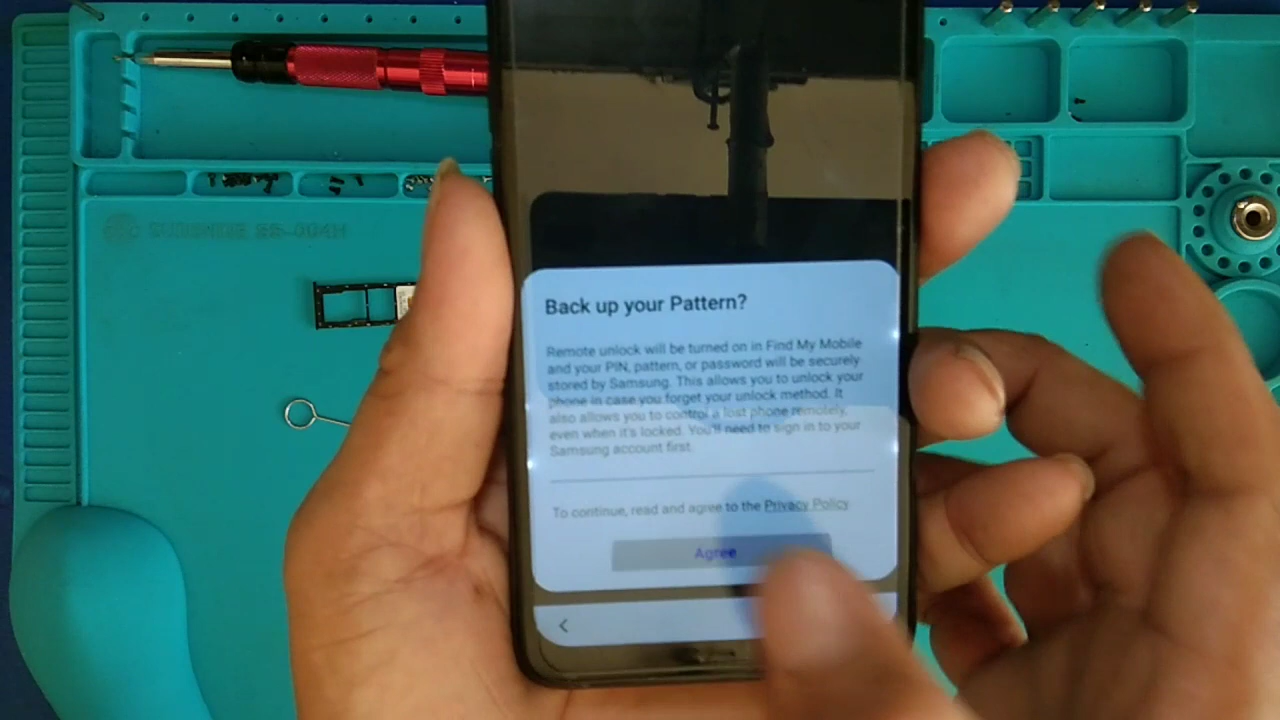 SUNSHINE SS-004H
Back up your Pattern?
Remote unlock will be turned on in Find My Mobile
and your PIN, pattern, or password will be securely
stored by Samsung. This allows you to unlock your
phone in case you forget your unlock method. It
also allows you to control a lost phone remotely,
even when it's locked. You'll need to sign in to your
Samsung account first.
To continue, read and agree to the Privacy Policy
Agree